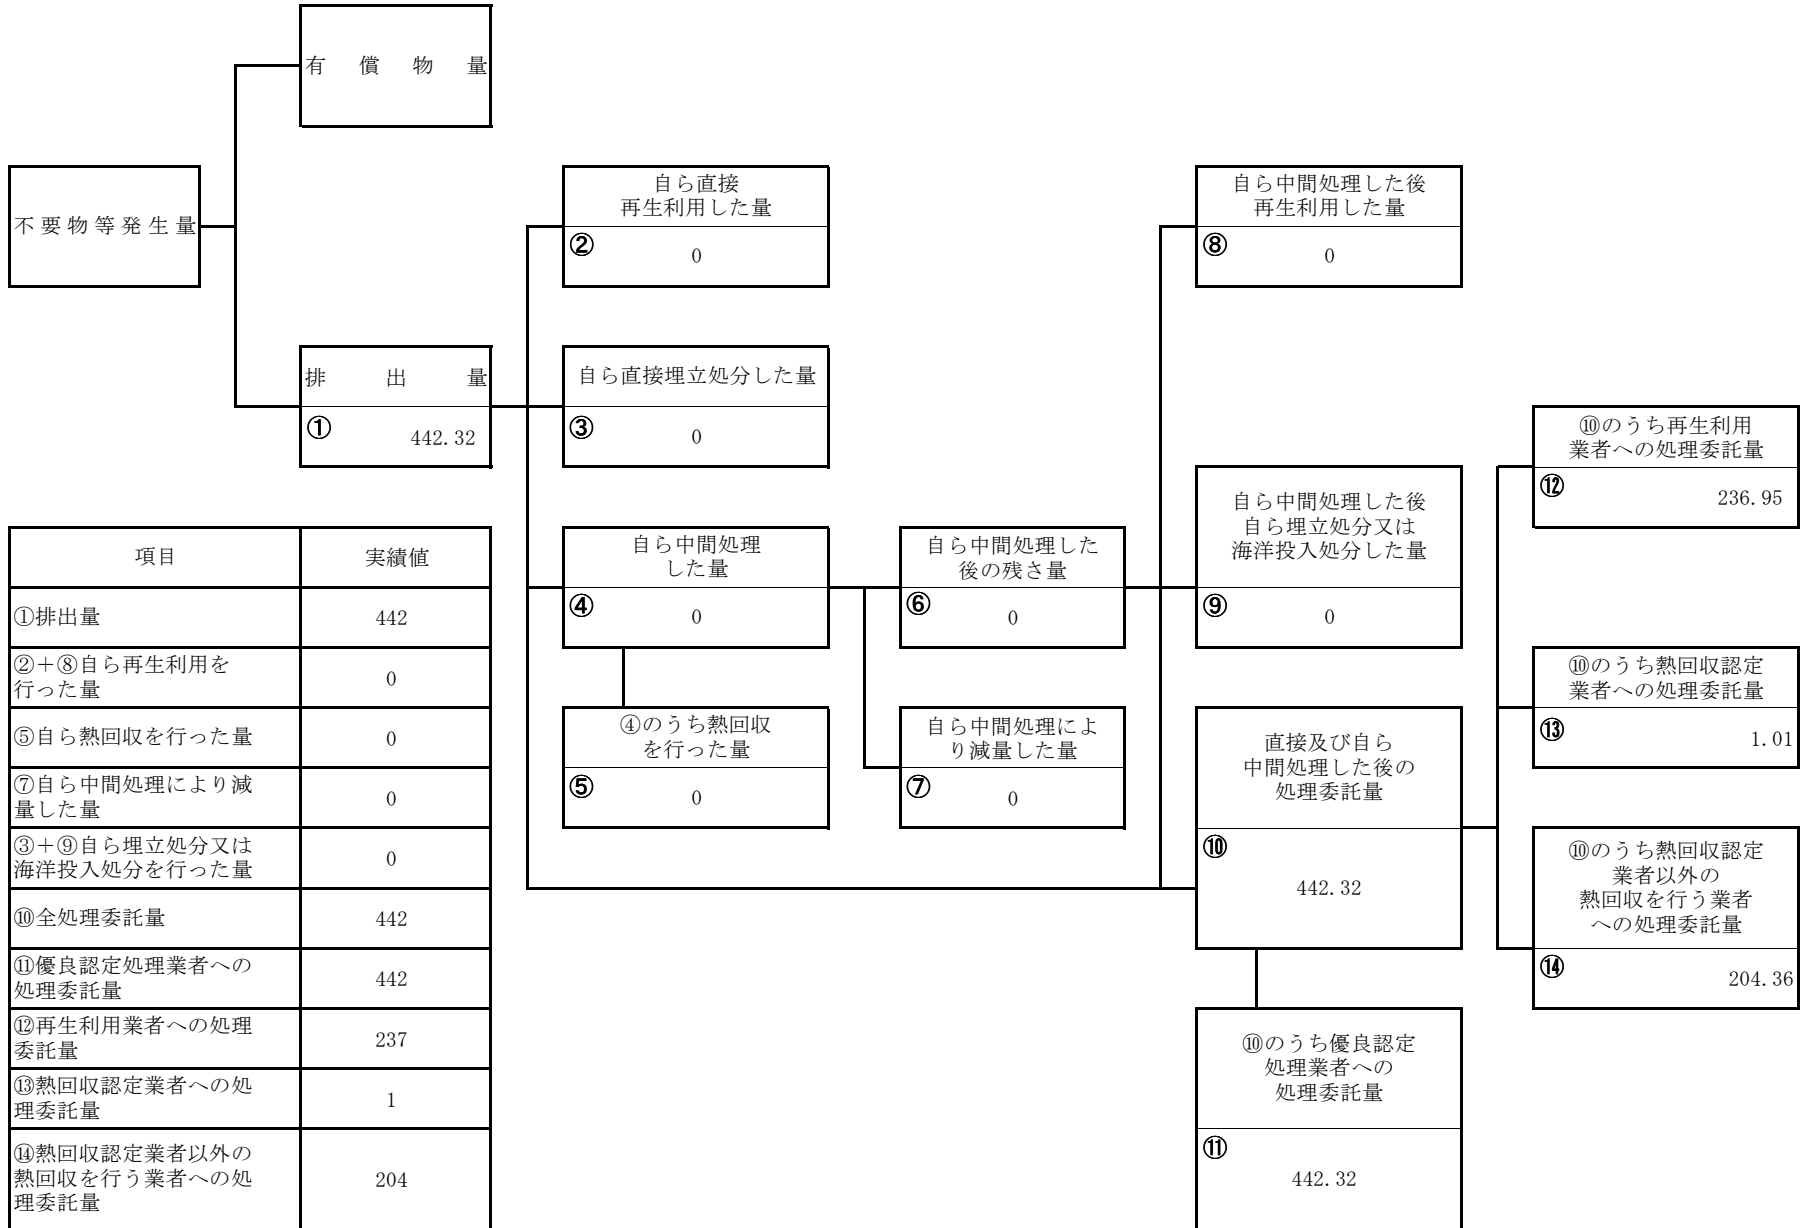 有償物量
不要物等発生量
排出量
①
442.32
自ら直接
再生利用した量
②
0
自ら直接埋立処分した量
③
0
自ら中間処理
した量
④
0
④のうち熱回収
を行った量
⑤
0
自ら中間処理した
後の残さ量
⑥
0
自ら中間処理によ
り減量した量
⑦
0
自ら中間処理した後
再生利用した量
⑧
0
自ら中間処理した後
自ら埋立処分又は
海洋投入処分した量
⑨
0
直接及び自ら
中間処理した後の
処理委託量
⑩
442.32
⑩のうち優良認定
処理業者への
処理委託量
⑪
442.32
⑩のうち再生利用
業者への処理委託量
⑫
236.95
⑩のうち熱回収認定
業者への処理委託量
⑬
1.01
⑩のうち熱回収認定
業者以外の
熱回収を行う業者
への処理委託量
⑭
204.36
項目 実績値
①排出量 442
②+⑧自ら再生利用を
行った量 0
⑤自ら熱回収を行った量 0
⑦自ら中間処理により減
量した量 0
③+⑨自ら埋立処分又は
海洋投入処分を行った量 0
⑩全処理委託量 442
⑪優良認定処理業者への
処理委託量 442
⑫再生利用業者への処理
委託量 237
⑬熱回収認定業者への処
理委託量 1
⑭熱回収認定業者以外の
熱回収を行う業者への処
理委託量 204